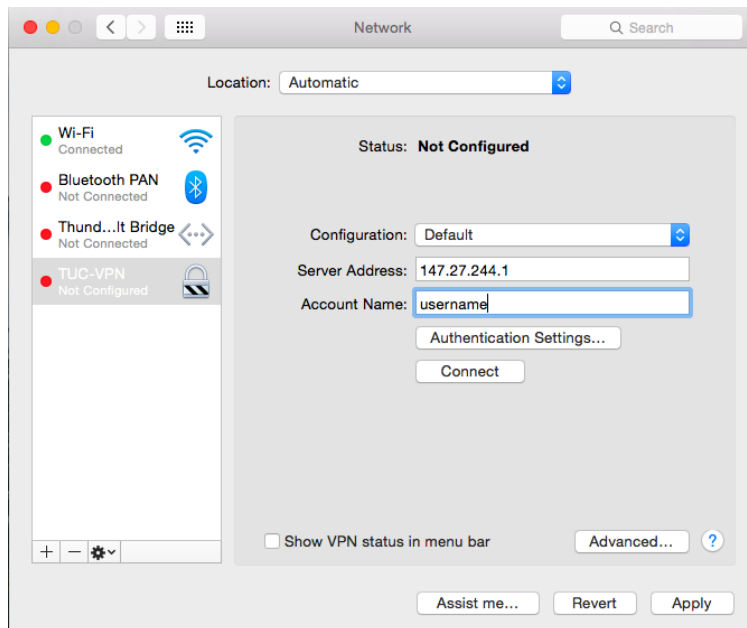 Network
Search
Location: Automatic
Wi-Fi
Connected
Bluetooth PAN
Not Connected
Thund...lt Bridge
Not Connected
TUC-VPN
Not Configured
Status: Not Configured
Configuration: Default
Server Address: 147.27.244.1
Account Name: username
Authentication Settings...
Connect
Show VPN status in menu bar
Advanced... ?
Assist me... Revert Apply